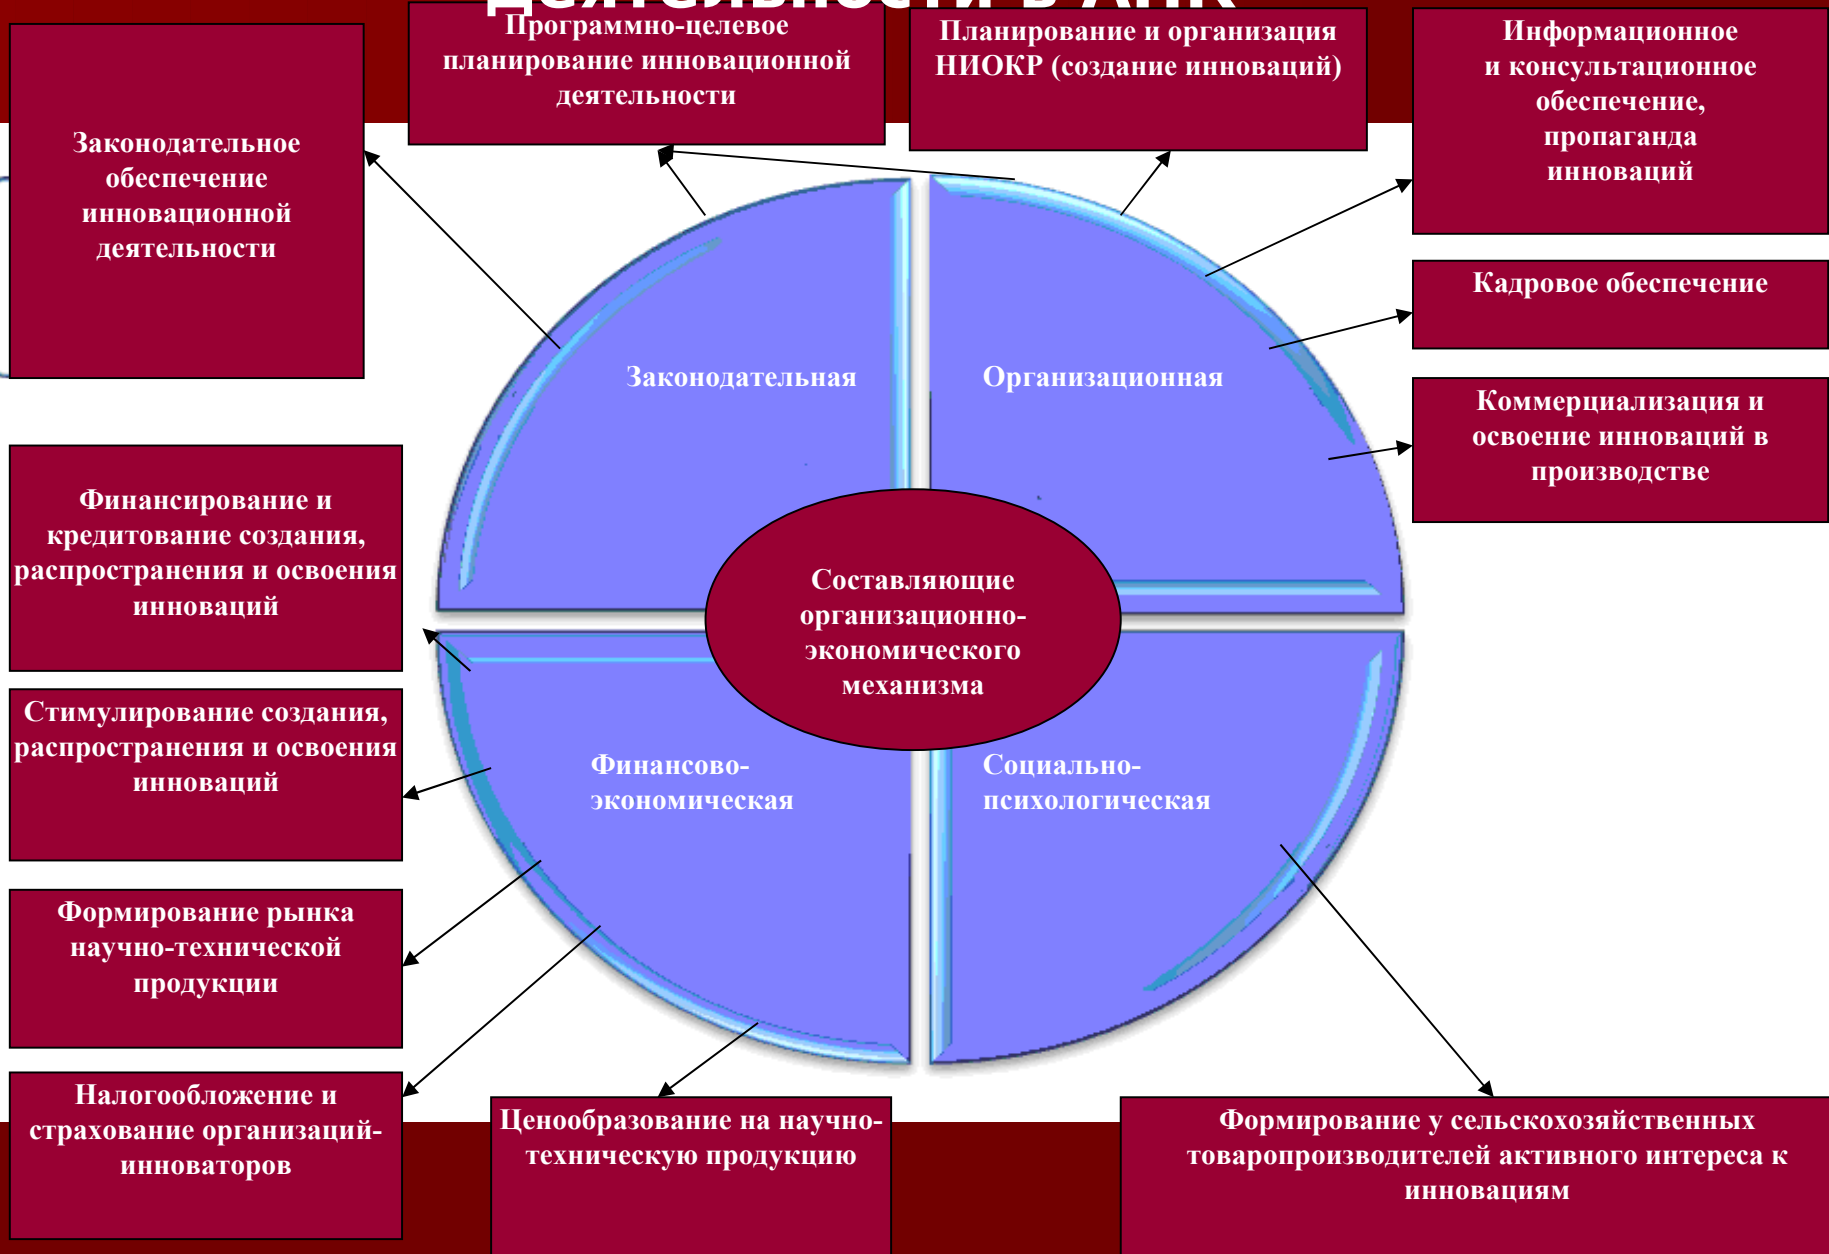 деятельности в АПК
Программно-целевое
планирование инновационной
деятельности
Планирование и организация
НИОКР (создание инноваций)
Информационное
и консультационное
обеспечение,
пропаганда
инноваций
Законодательное
обеспечение
инновационной
деятельности
Кадровое обеспечение
Законодательная
Организационная
Коммерциализация и
освоение инноваций в
производстве
Финансирование и
кредитование создания,
распространения и освоения
инноваций
Составляющие
организационно-
экономического
механизма
Стимулирование создания,
распространения и освоения
инноваций
Финансово-
экономическая
Социально-
психологическая
Формирование рынка
научно-технической
продукции
Налогообложение и
страхование организаций-
инноваторов
Ценообразование на научно-
техническую продукцию
Формирование у сельскохозяйственных
товаропроизводителей активного интереса к
инновациям